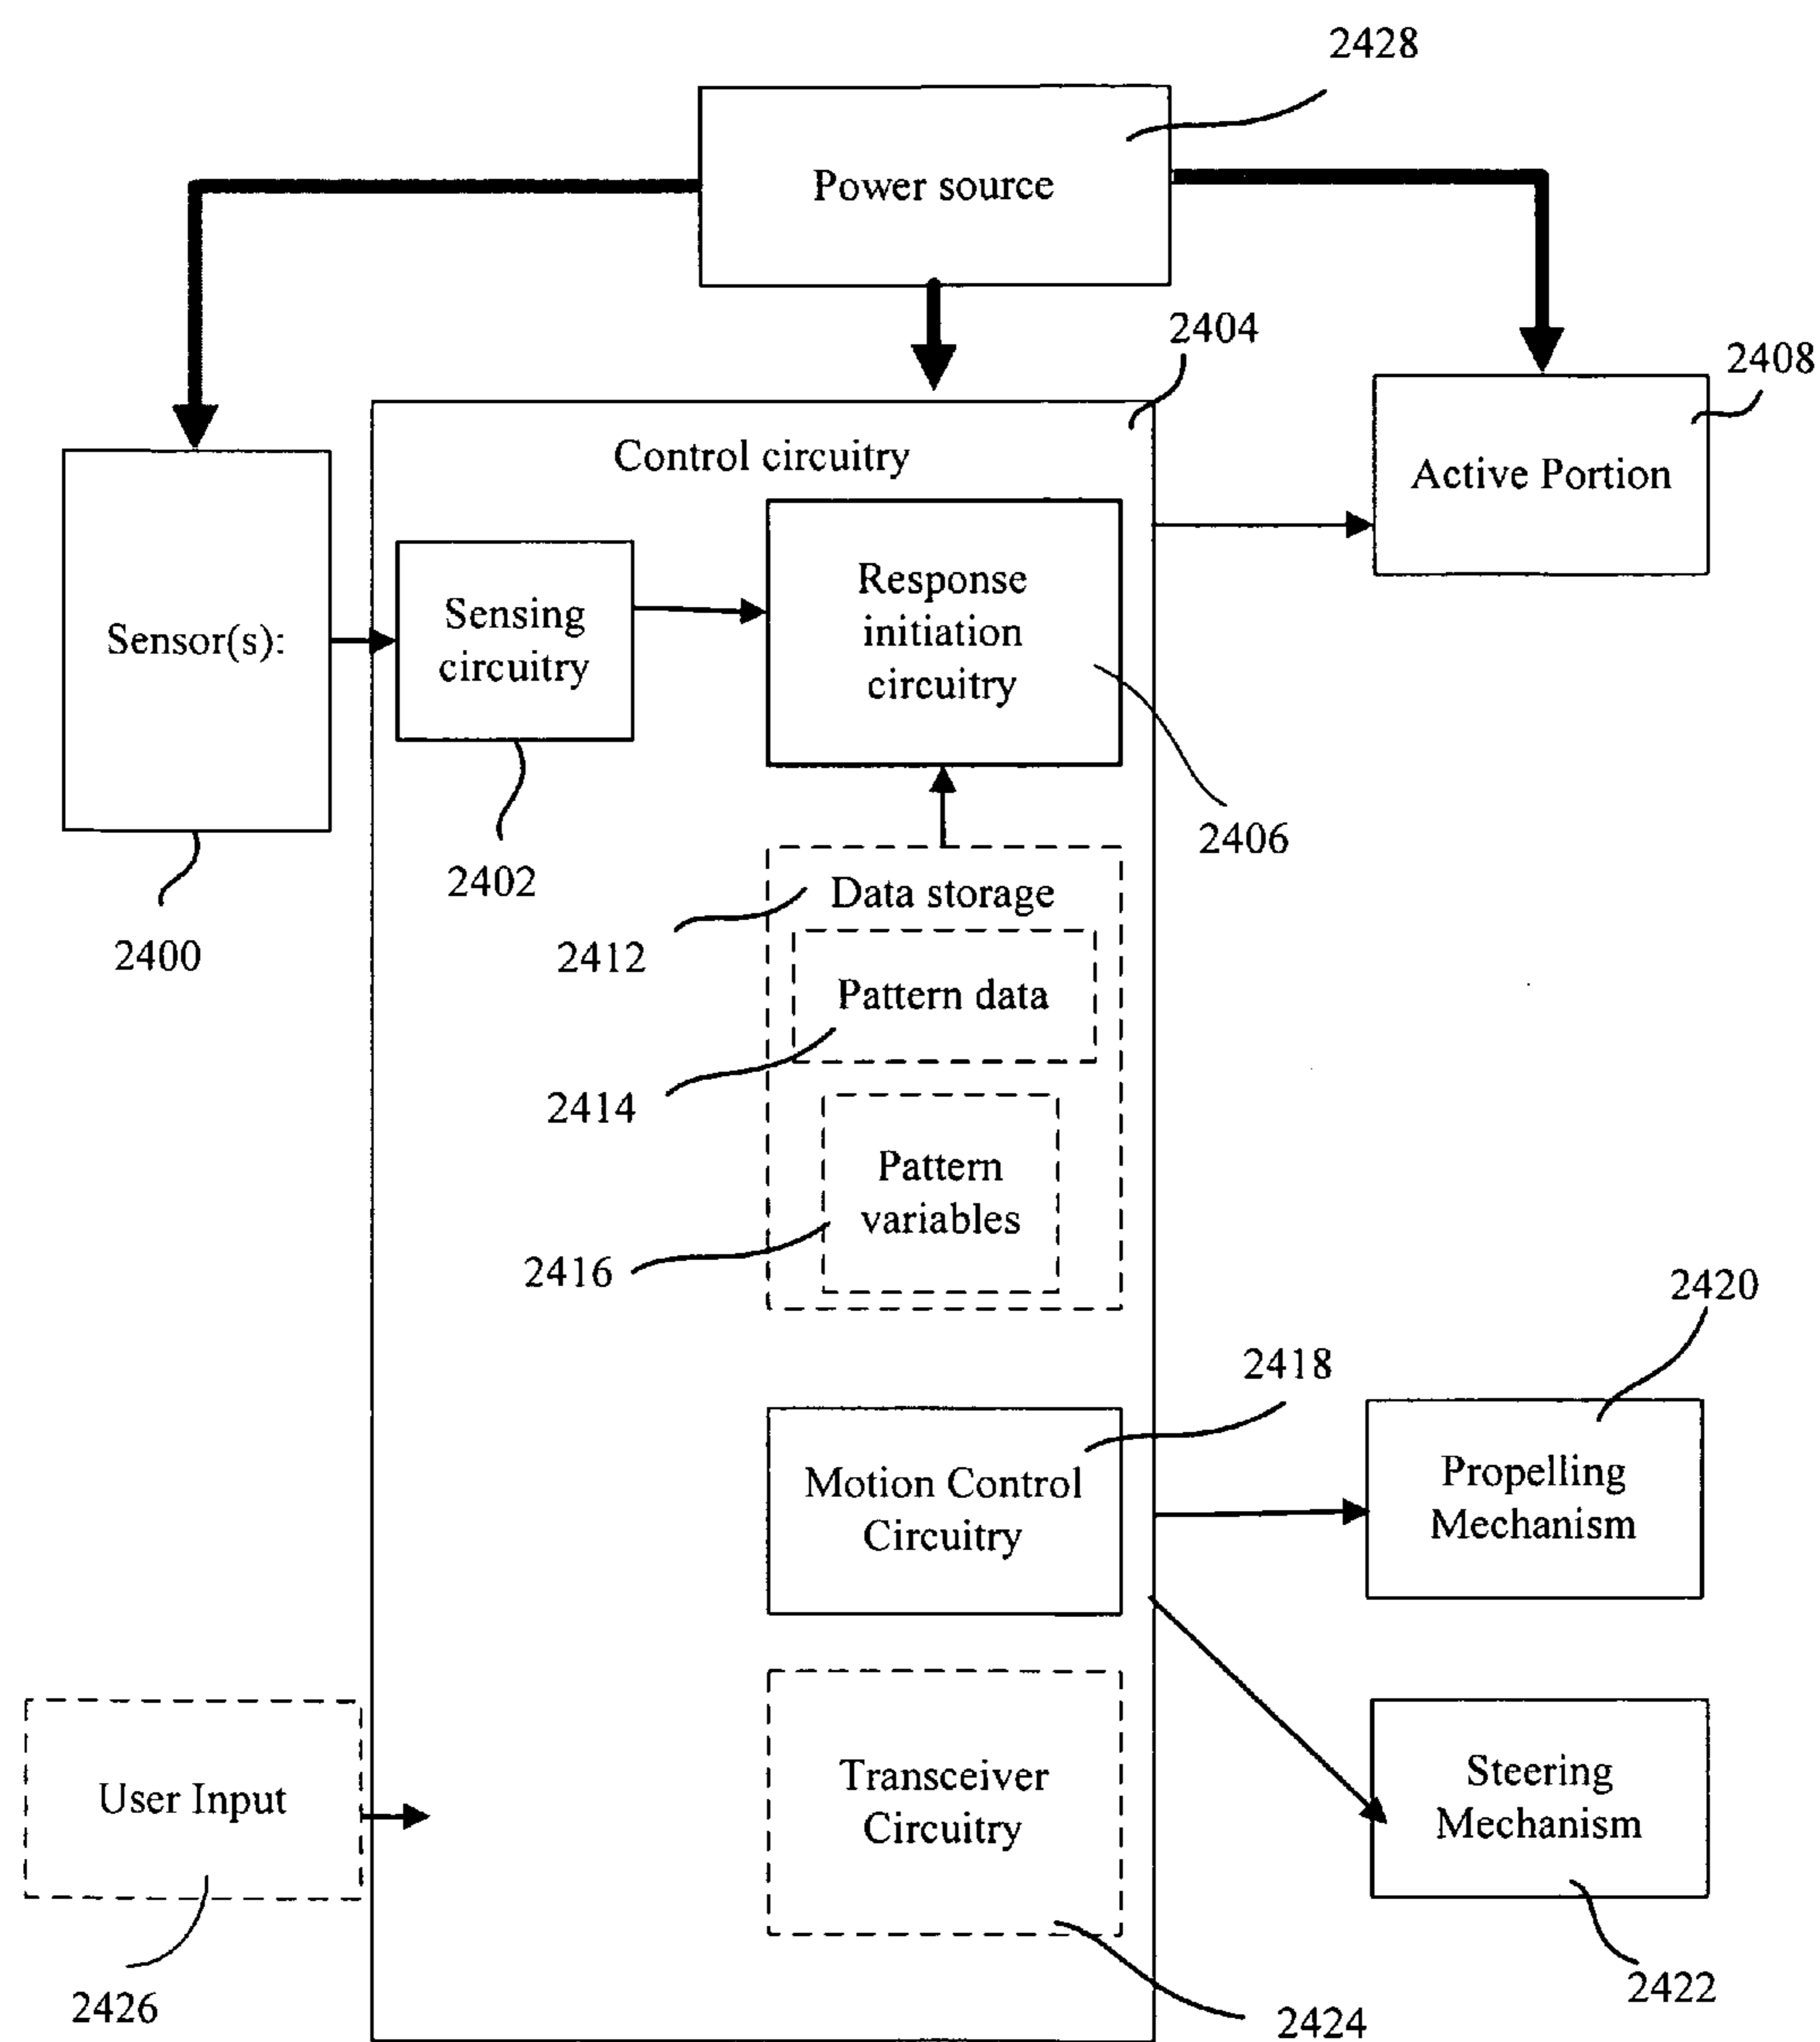 2428
Power source
2404
2408
Control circuitry
Active Portion
Response
initiation
circuitry
Sensing
circuitry
Sensor(s):
2406
2402
Data storage
2412
2400
Pattern data
2414
Pattern
variables
2416
2420
2418
Propelling
Mechanism
Motion Control
Circuitry
User Input
Transceiver
Circuitry
Steering
Mechanism
2426
2424
2422